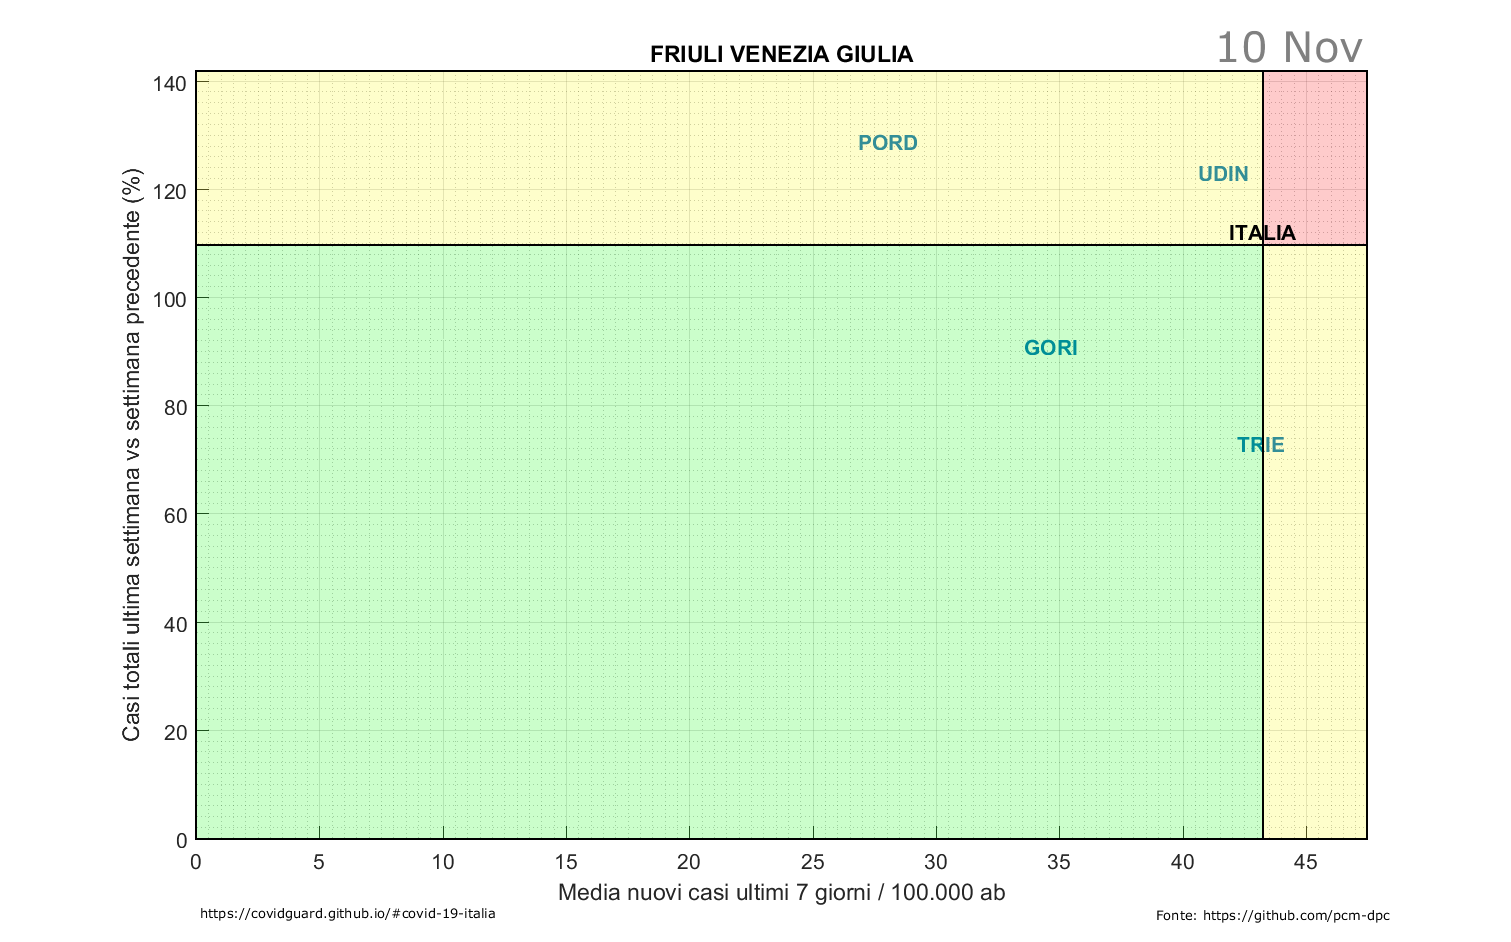 10 Nov
FRIULI VENEZIA GIULIA
140
PORD
UDIN
120
ITALIA
100
GORI
80
TRIE
60
40
20
0
Casi totali ultima settimana vs settimana precedente (%)
0 5 10 15 20 25 30 35 40 45
Media nuovi casi ultimi 7 giorni / 100.000 ab
https://covidguard.github.io/#covid-19-italia
Fonte: https://github.com/pcm-dpc